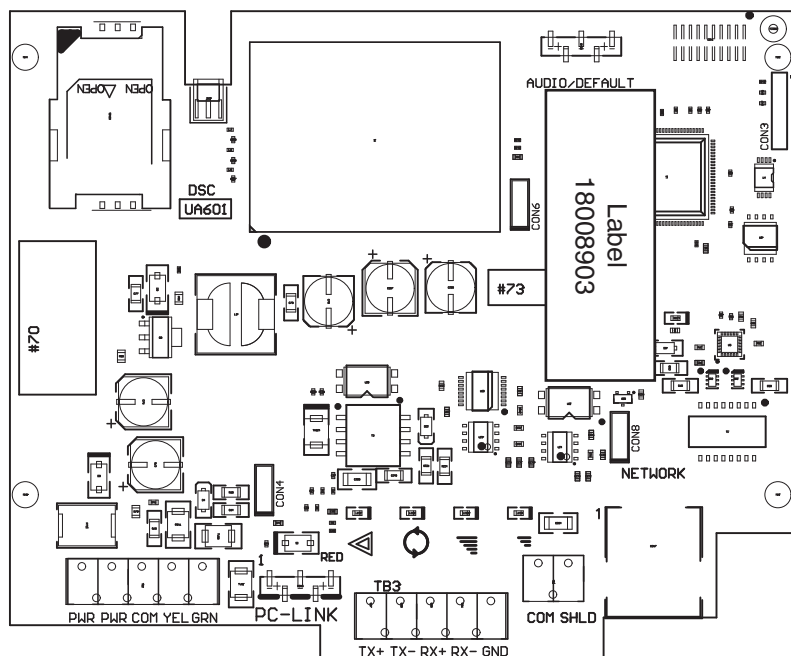 OPEN
OPEN
AUDIO/DEFAULT
CON3
DSC
UA601
CON6
Label
18008903
#73
#70
CON8
NETWORK
CON4
1
1
RED
PC-LINK
TB3
PWR PWR COM YEL GRN
COM SHLD
TX+ TX- RX+ RX- GND